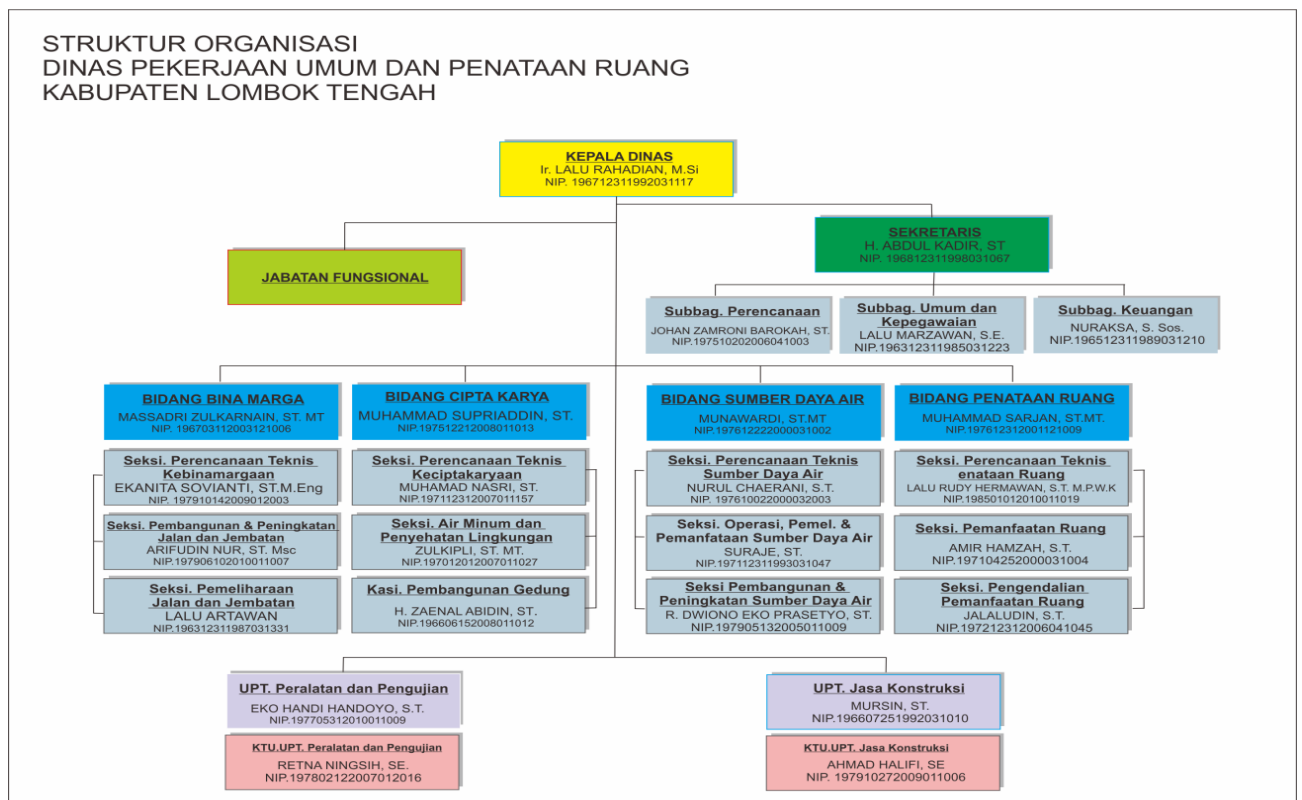 STRUKTUR ORGANISASI
DINAS PEKERJAAN UMUM DAN PENATAAN RUANG
KABUPATEN LOMBOK TENGAH
KEPALA DINAS
Ir. LALU RAHADIAN, M.Si
NIP. 196712311992031117
JABATAN FUNGSIONAL
SEKRETARIS
H. ABDUL KADIR, ST
NIP. 196812311998031067
Subbag. Perencanaan
JOHAN ZAMRONI BAROKAH, ST.
NIP.197510202006041003
Subbag. Umum dan
Kepegawaian
LALU MARZAWAN, S.E.
NIP.196312311985031223
Subbag. Keuangan
NURAKSA, S. Sos.
NIP.196512311989031210
BIDANG BINA MARGA
MASSADRI ZULKARNAIN, ST. MT
NIP. 196703112003121006
Seksi. Perencanaan Teknis
Kebinamargaan
EKANITA SOVIANTI, ST.M.Eng
NIP. 197910142009012003
Seksi. Pembangunan & Peningkatan
Jalan dan Jembatan
ARIFUDIN NUR, ST. Msc
NIP.197906102010011007
Seksi. Pemeliharaan
Jalan dan Jembatan
LALU ARTAWAN
NIP.196312311987031331
BIDANG CIPTA KARYA
MUHAMMAD SUPRIADDIN, ST.
NIP.197512212008011013
Seksi. Perencanaan Teknis
Keciptakaryaan
MUHAMAD NASRI, ST.
NIP.197112312007011157
Seksi. Air Minum dan
Penyehatan Lingkungan
ZULKIPLI, ST. MT.
NIP.197012012007011027
Kasi. Pembangunan Gedung
H. ZAENAL ABIDIN, ST.
NIP.196606152008011012
BIDANG SUMBER DAYA AIR
MUNAWARDI, ST.MT
NIP.197612222000031002
Seksi. Perencanaan Teknis
Sumber Daya Air
NURUL CHAERANI, S.T.
NIP. 197610022000032003
Seksi. Operasi, Pemel. &
Pemanfataan Sumber Daya Air
SURAJE, ST.
NIP.197112311993031047
Seksi Pembangunan &
Peningkatan Sumber Daya Air
R. DWIONO EKO PRASETYO, ST.
NIP.197905132005011009
BIDANG PENATAAN RUANG
MUHAMMAD SARJAN, ST.MT.
NIP.197612312001121009
Seksi. Perencanaan Teknis
enataan Ruang
LALU RUDY HERMAWAN, S.T. M.P.W.K
NIP.198501012010011019
Seksi. Pemanfaatan Ruang
AMIR HAMZAH, S.T.
NIP.197104252000031004
Seksi. Pengendalian
Pemanfaatan Ruang
JALALUDIN, S.T.
NIP.197212312006041045
UPT. Peralatan dan Pengujian
EKO HANDI HANDOYO, S.T.
NIP.197705312010011009
KTU.UPT. Peralatan dan Pengujian
RETNA NINGSIH, SE.
NIP.197802122007012016
UPT. Jasa Konstruksi
MURSIN, ST.
NIP.196607251992031010
KTU.UPT. Jasa Konstruksi
AHMAD HALIFI, SE
NIP. 197910272009011006